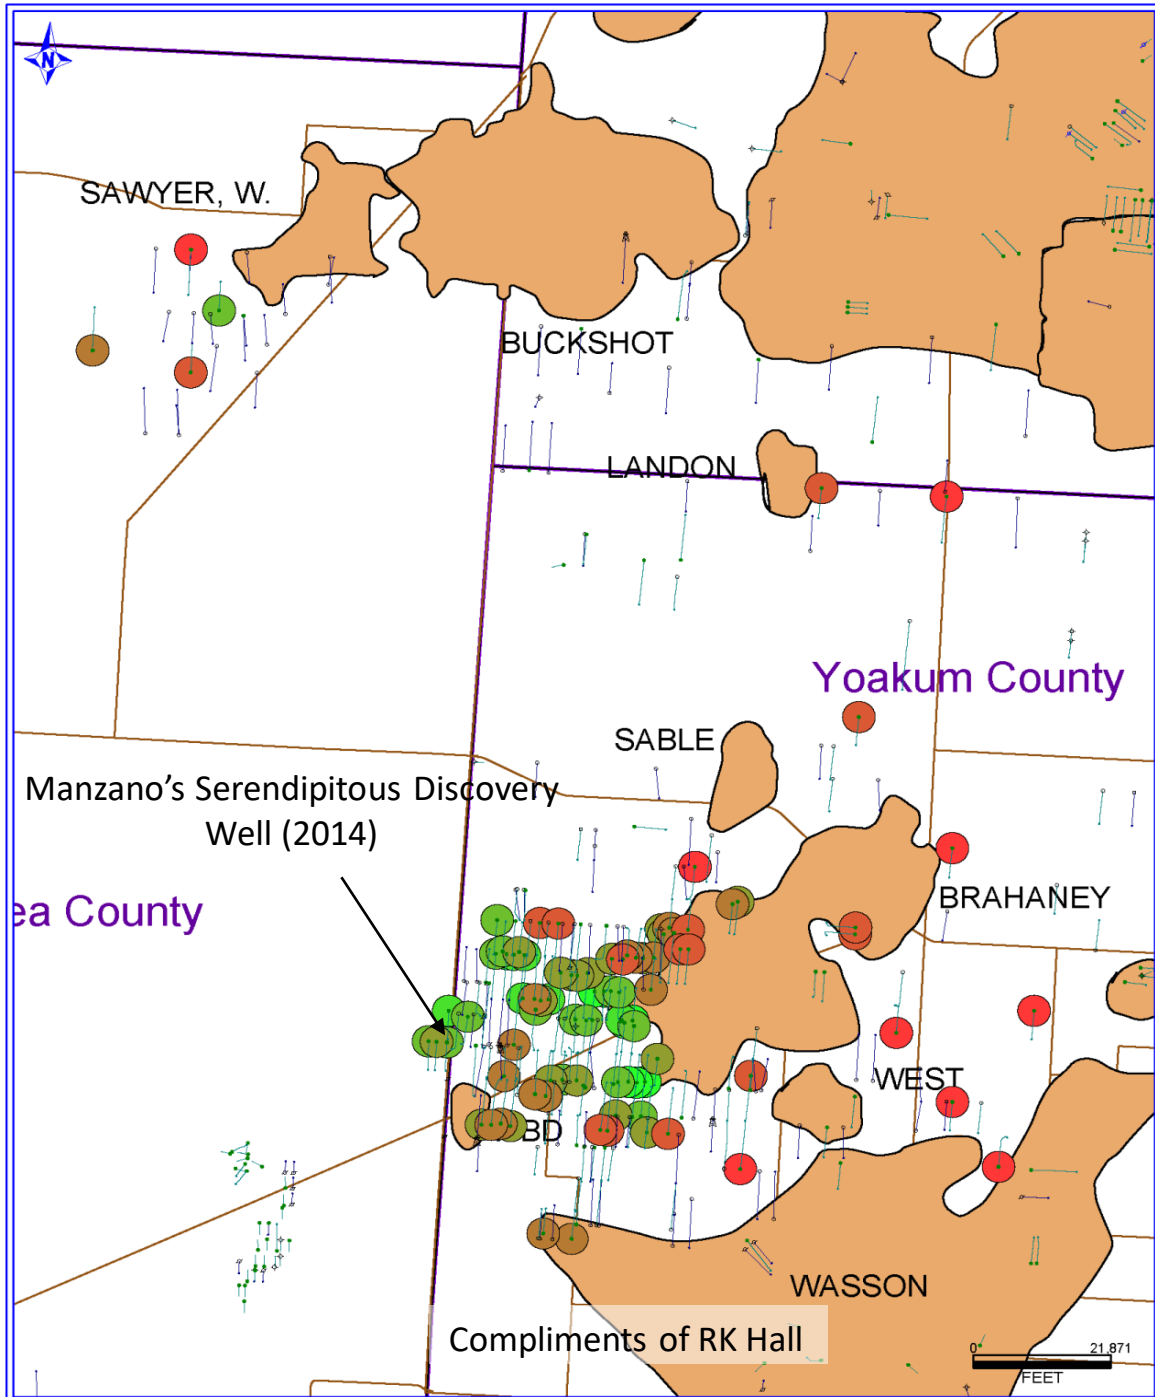 N
SAWYER, W.
BUCKSHOT
LANDON
Yoakum County
SABLE
Manzano's Serendipitous Discovery
Well (2014)
BRAHANEY
ea County
WEST
BD
WASSON
Compliments of RK Hall
0 21,871
FEET